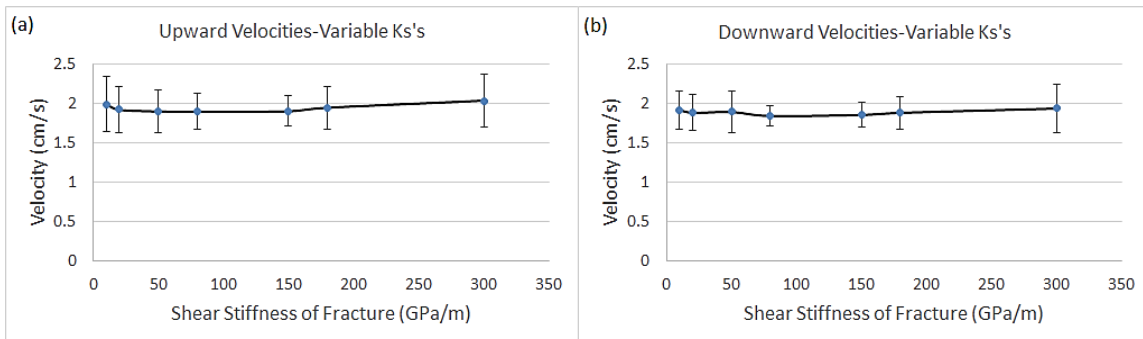 (a)
Upward Velocities-Variable Ks's
2.5
2
1.5
1
0.5
0
Velocity (cm/s)
0 50 100 150 200 250 300 350
Shear Stiffness of Fracture (GPa/m)
(b)
Downward Velocities-Variable Ks's
2.5
2
1.5
1
0.5
0
Velocity (cm/s)
0 50 100 150 200 250 300 350
Shear Stiffness of Fracture (GPa/m)